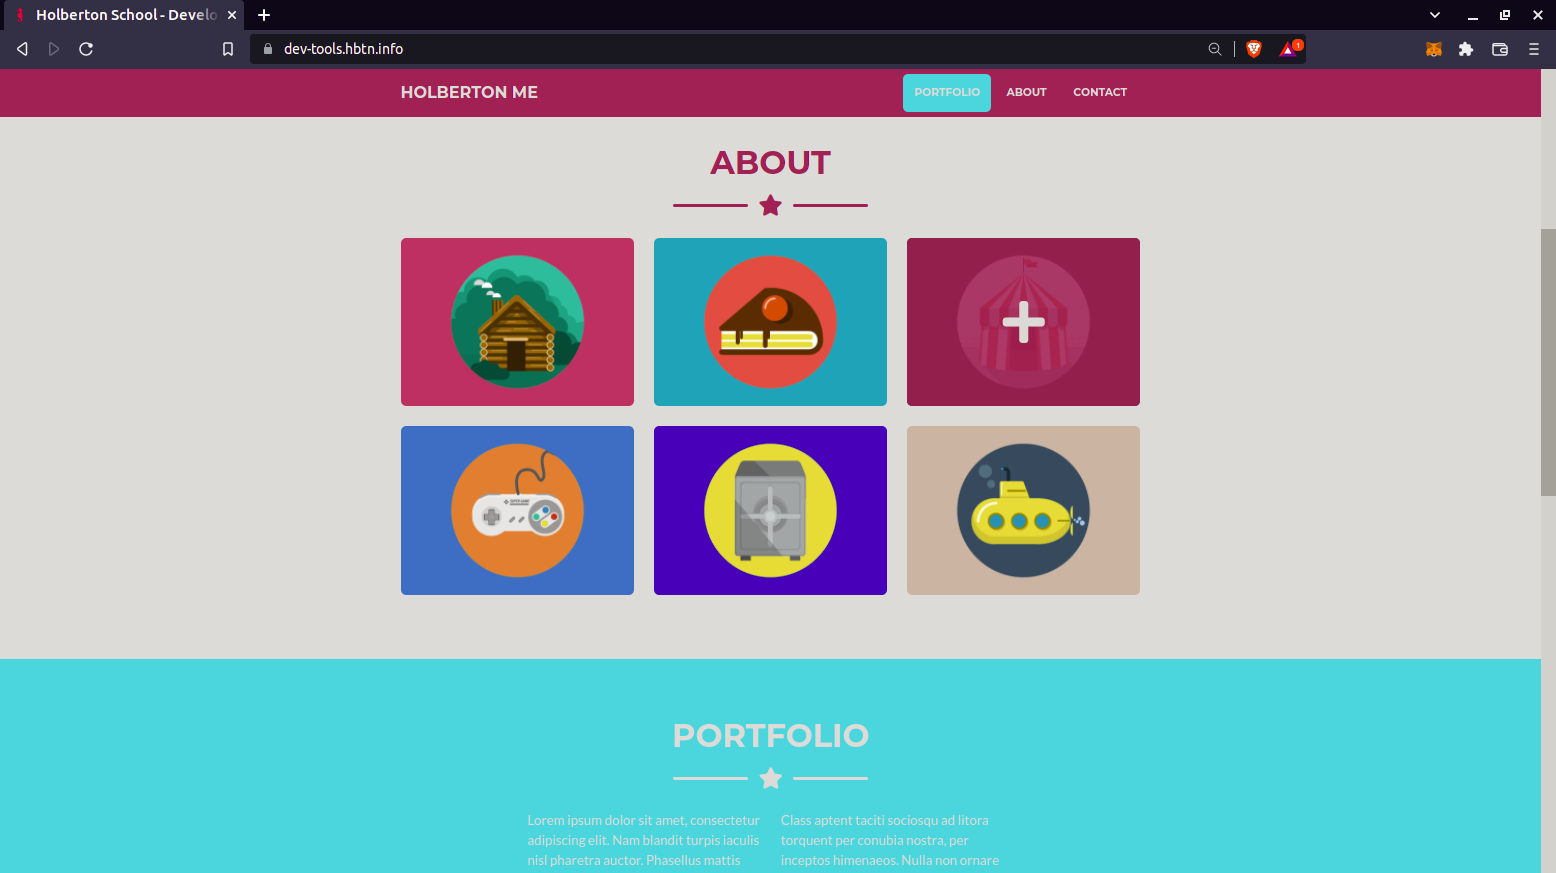 Holberton School - Develo
dev-tools.hbtn.info
1
HOLBERTON ME
PORTFOLIO
ABOUT
CONTACT
ABOUT
PORTFOLIO
Lorem ipsum dolor sit amet, consectetur
adipiscing elit. Nam blandit turpis iaculis
nisl pharetra auctor. Phasellus mattis
Class aptent taciti sociosqu ad litora
torquent per conubia nostra, per
inceptos himenaeos. Nulla non ornare